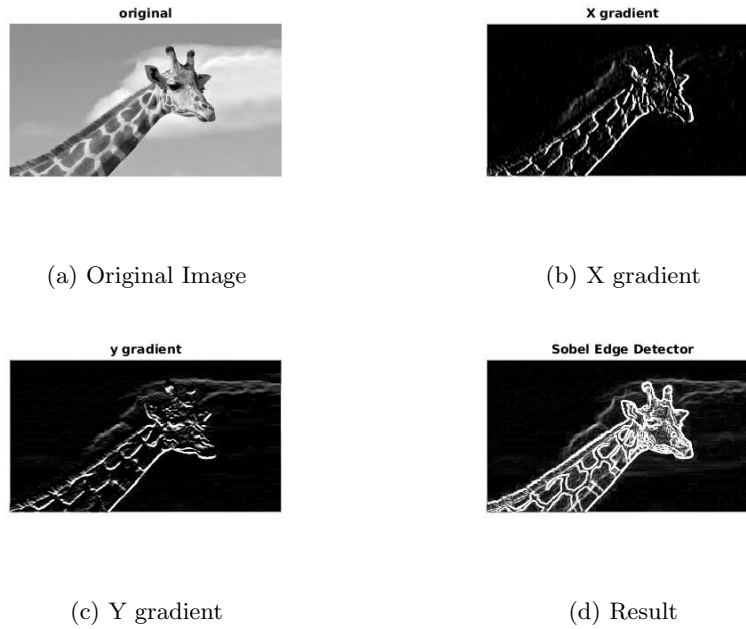 original
X gradient
(a) Original Image
(b) X gradient
y gradient
Sobel Edge Detector
(c) Y gradient
(d) Result